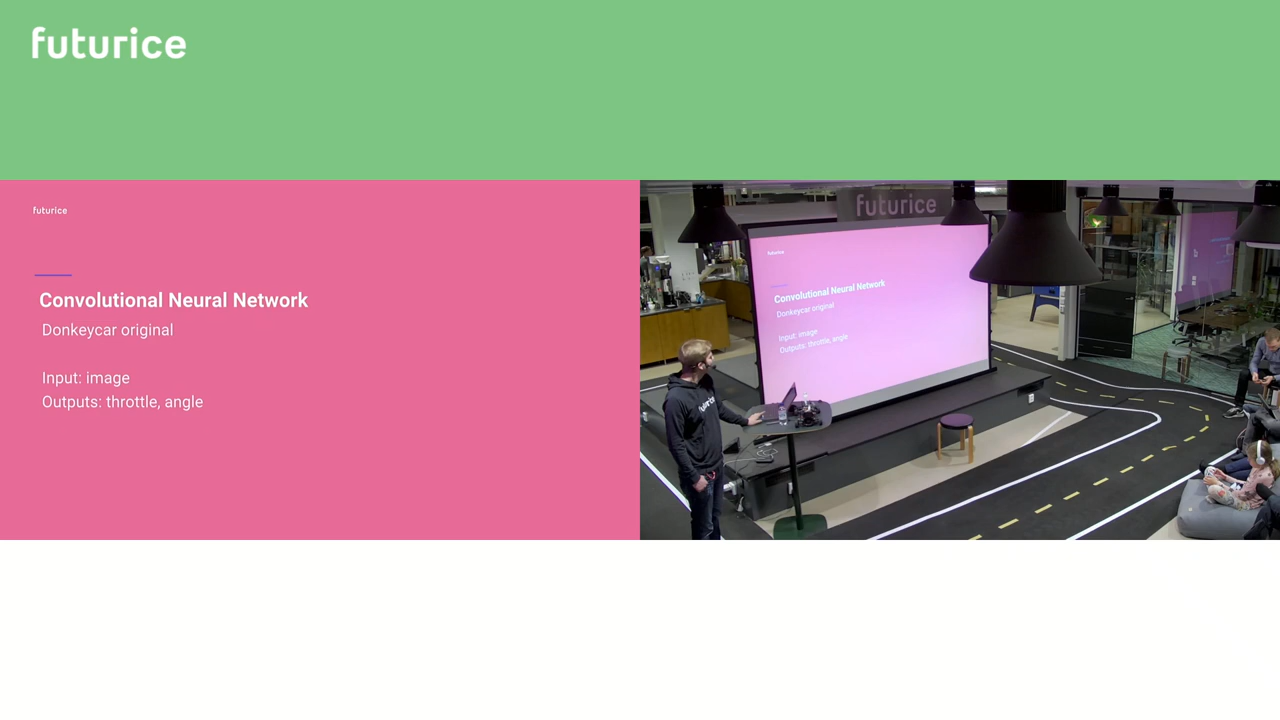 futurice
futurice
Convolutional Neural Network
Donkeycar original
Input: image
Outputs: throttle, angle
futurice
futurice
Convolutional Neural Network
Donkeycar original
Input: image
Outputs: throttle, angle